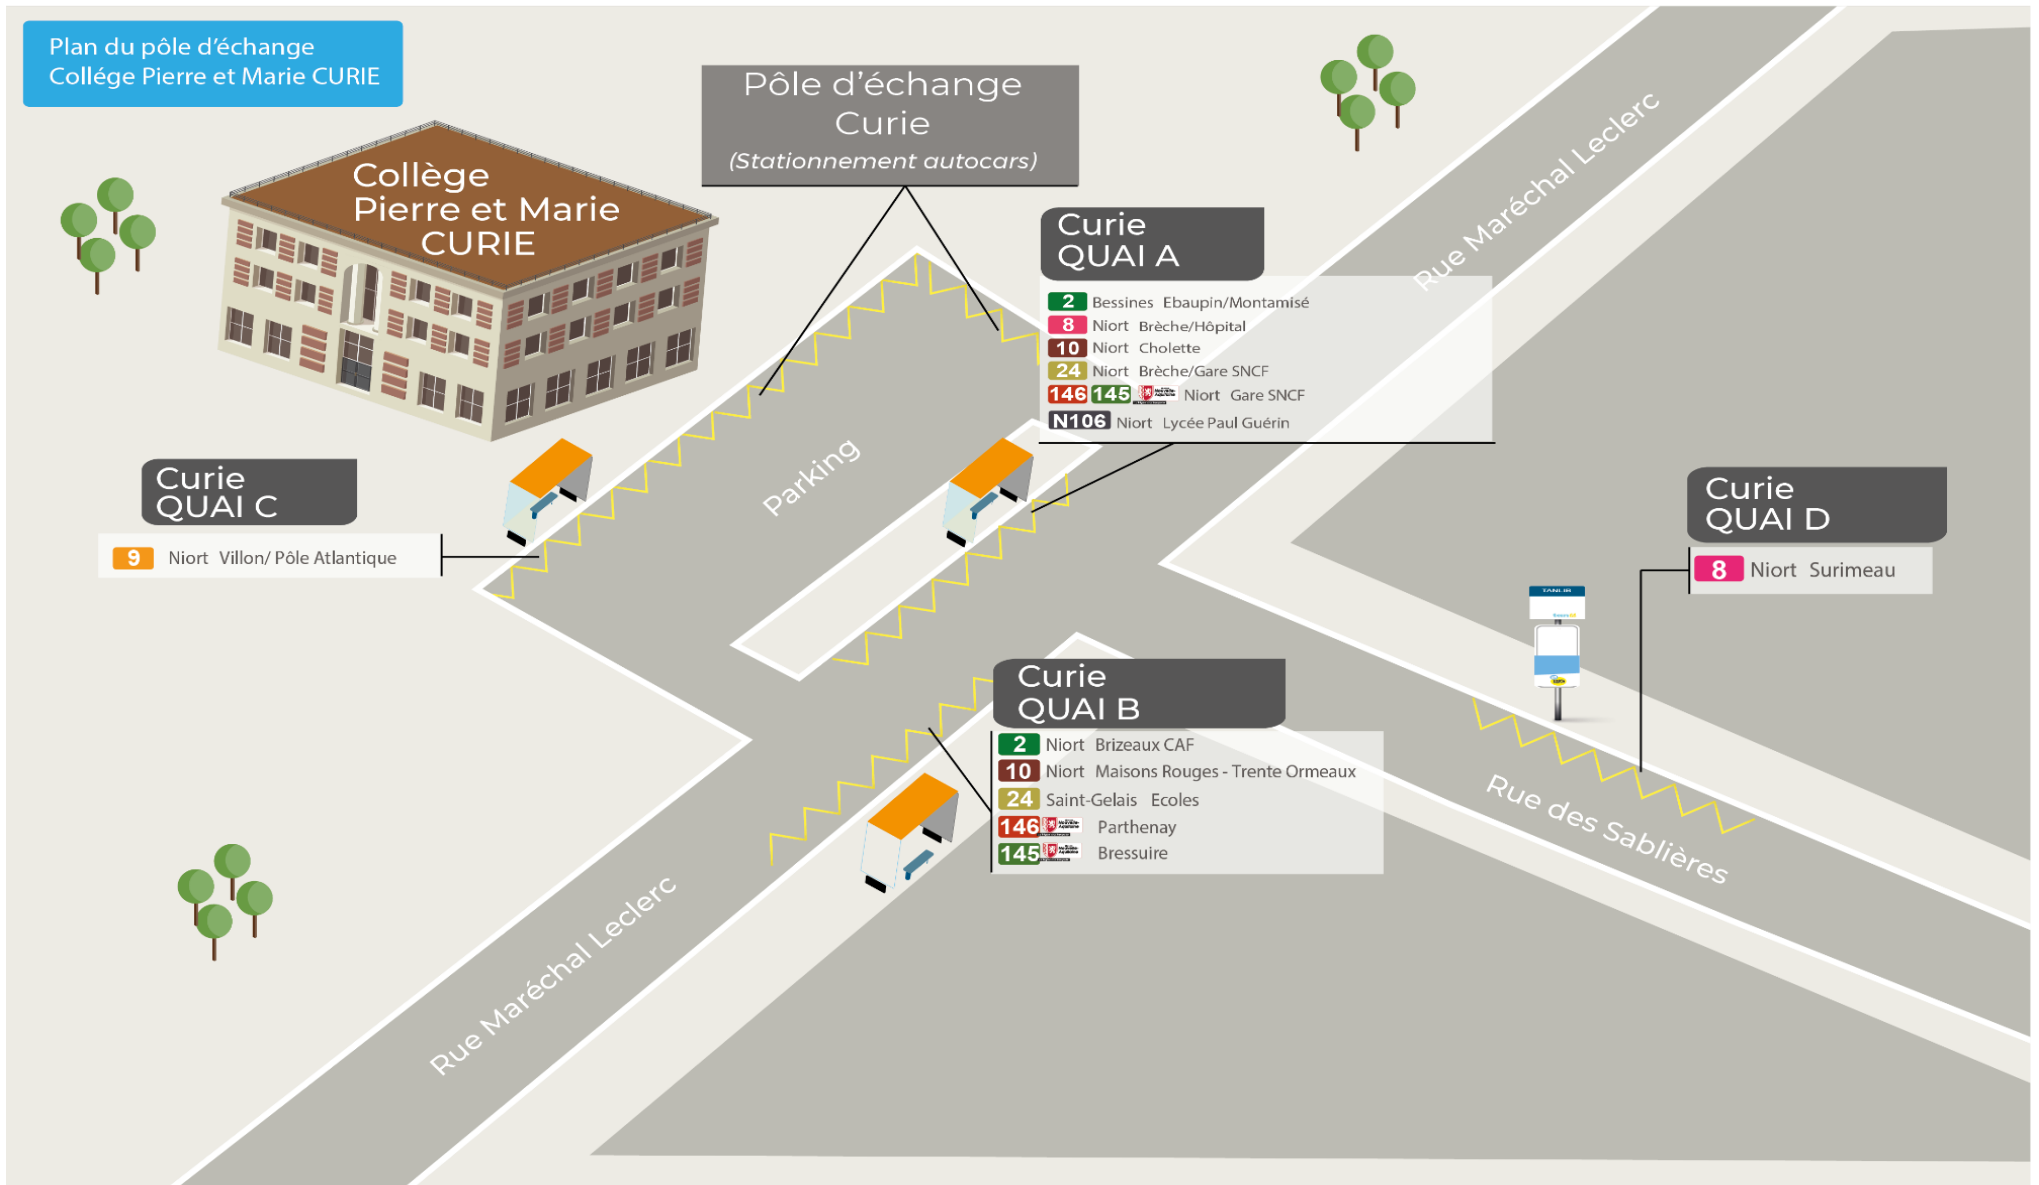 Plan du pôle d'échange
Collége Pierre et Marie CURIE
Pôle d'échange
Curie
(Stationnement autocars)
Collège
Pierre et Marie
CURIE
Rue Maréchal Leclerc
Curie
QUAI A
2 Bessines Ebaupin/Montamisé
8 Niort Brèche/Hôpital
10 Niort Cholette
24 Niort Brèche/Gare SNCF
146 145 Niort Gare SNCF
N106 Niort Lycée Paul Guérin
Parking
Curie
QUAI C
9 Niort Villon/ Pôle Atlantique
Curie
QUAI D
8 Niort Surimeau
Curie
QUAI B
2 Niort Brizeaux CAF
10 Niort Maisons Rouges - Trente Ormeaux
24 Saint-Gelais Ecoles
146 Parthenay
145 Bressuire
Rue des Sablières
Rue Maréchal Leclerc